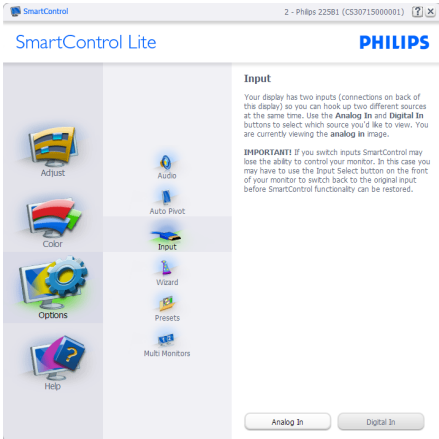 SmartControl
2 - Philips 225B1 (CS30715000001)
SmartControl Lite
PHILIPS
Adjust
Color
Options
Help
Audio
Auto Pivot
Input
Wizard
Presets
Multi Monitors
Input
Your display has two inputs (connections on back of
this display) so you can hook up two different sources
at the same time. Use the Analog In and Digital In
buttons to select which source you'd like to view. You
are currently viewing the analog in image.
IMPORTANT! If you switch inputs SmartControl may
lose the ability to control your monitor. In this case you
may have to use the Input Select button on the front
of your monitor to switch back to the original input
before SmartControl functionality can be restored.
Analog In
Digital In